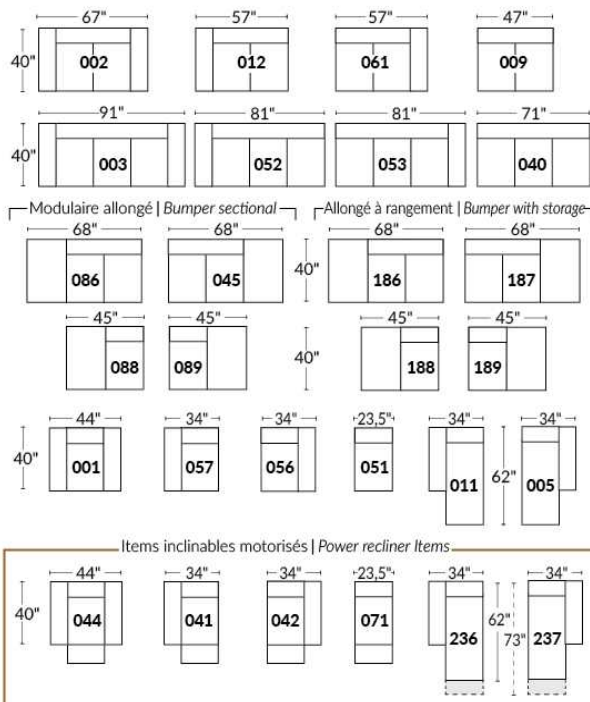 67" 57" 57" 47"
40" 002 012 061 009
91" 81" 81" 71"
40" 003 052 053 040
Modulaire allongé | Bumper sectional Allongé à rangement | Bumper with storage
68" 68" 68" 68"
086 045 40" 186 187
45" 45" 45" 45"
088 089 40" 188 189
44" 34" 34" 23,5" 34" 34"
40" 001 057 056 051 011 62" 005
Items inclinables motorisés | Power recliner Items
44" 34" 34" 23,5" 34" 34"
40" 044 041 042 071 236 62" 73" 237